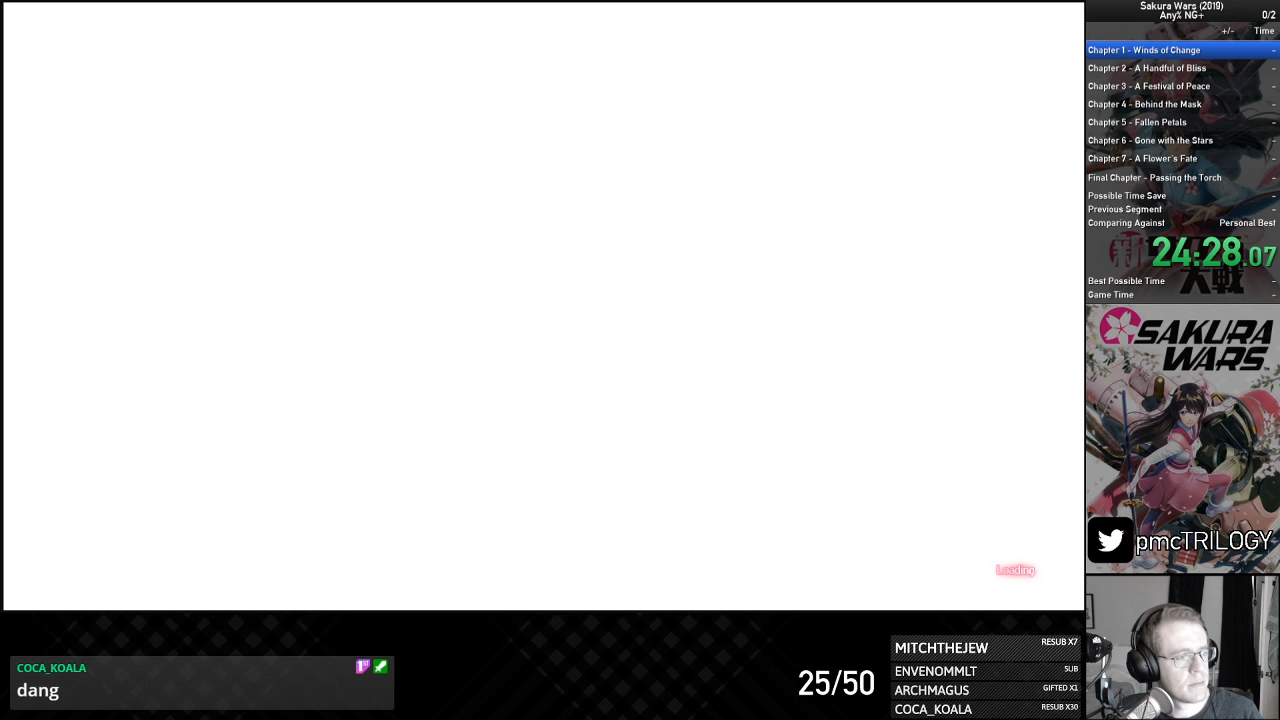 Sakura Wars (2019)
Any% NG+ 0/2
+/- Time
Chapter 1 - Winds of Change -
Chapter 2 - A Handful of Bliss -
Chapter 3 - A Festival of Peace -
Chapter 4 - Behind the Mask -
Chapter 5 - Fallen Petals -
Chapter 6 - Gone with the Stars -
Chapter 7 - A Flower's Fate -
Final Chapter - Passing the Torch -
Possible Time Save -
Previous Segment -
Comparing Against Personal Best
24:28.07
大戦
Best Possible Time -
Game Time -
SAKURA
WARS
pmcTRILOGY
Loading
COCA_KOALA
dang
25/50
MITCHTHEJEW RESUB X7
ENVENOMMLT SUB
ARCHMAGUS GIFTED X1
COCA_KOALA RESUB X30